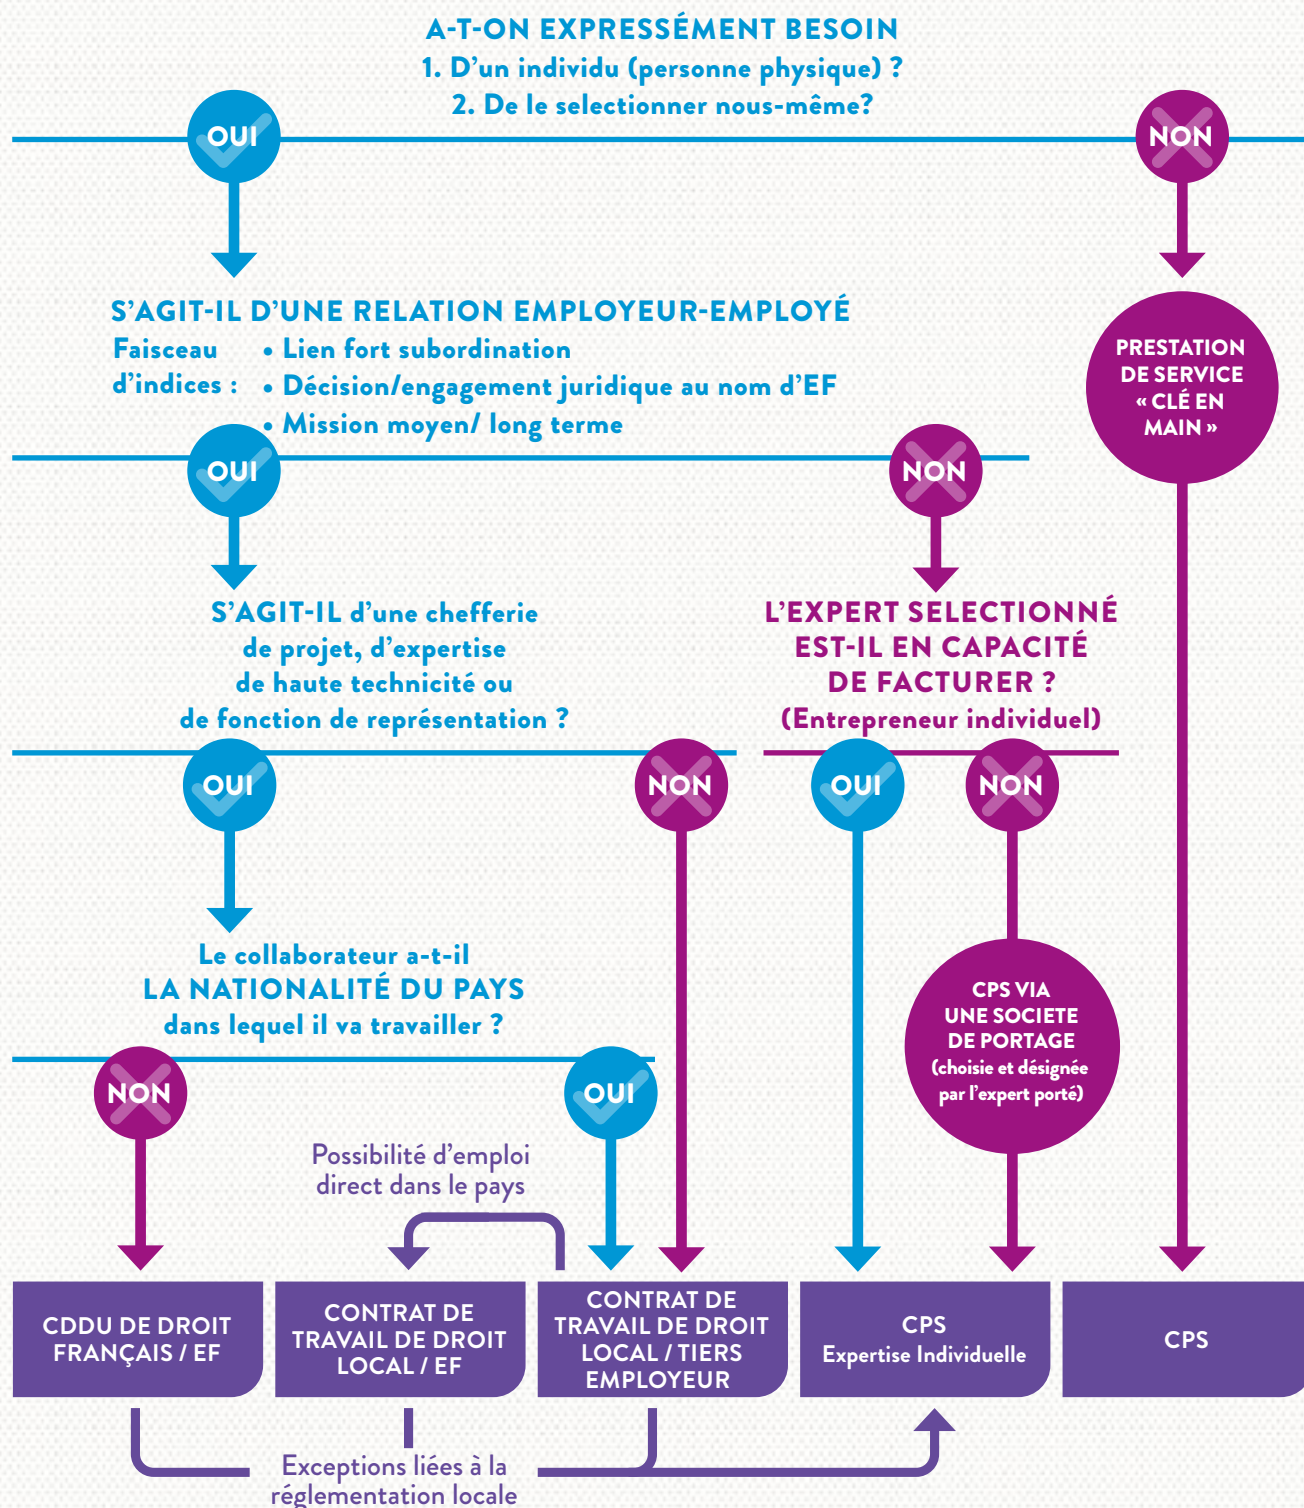 A-T-ON EXPRESSÉMENT BESOIN
1. D'un individu (personne physique) ?
2. De le selectionner nous-même?
OUI
NON
S'AGIT-IL D'UNE RELATION EMPLOYEUR-EMPLOYÉ
Faisceau
d'indices :
• Lien fort subordination
• Décision/engagement juridique au nom d'EF
• Mission moyen/ long terme
PRESTATION
DE SERVICE
« CLÉ EN
MAIN »
OUI
NON
S'AGIT-IL d'une chefferie
de projet, d'expertise
de haute technicité ou
de fonction de représentation ?
L'EXPERT SELECTIONNÉ
EST-IL EN CAPACITÉ
DE FACTURER ?
(Entrepreneur individuel)
OUI
NON
OUI
NON
Le collaborateur a-t-il
LA NATIONALITÉ DU PAYS
dans lequel il va travailler ?
CPS VIA
UNE SOCIETE
DE PORTAGE
(choisie et désignée
par l'expert porté)
NON
OUI
Possibilité d'emploi
direct dans le pays
CDDU DE DROIT
FRANÇAIS / EF
CONTRAT DE
TRAVAIL DE DROIT
LOCAL / EF
CONTRAT DE
TRAVAIL DE DROIT
LOCAL / TIERS
EMPLOYEUR
CPS
Expertise Individuelle
CPS
Exceptions liées à la
réglementation locale